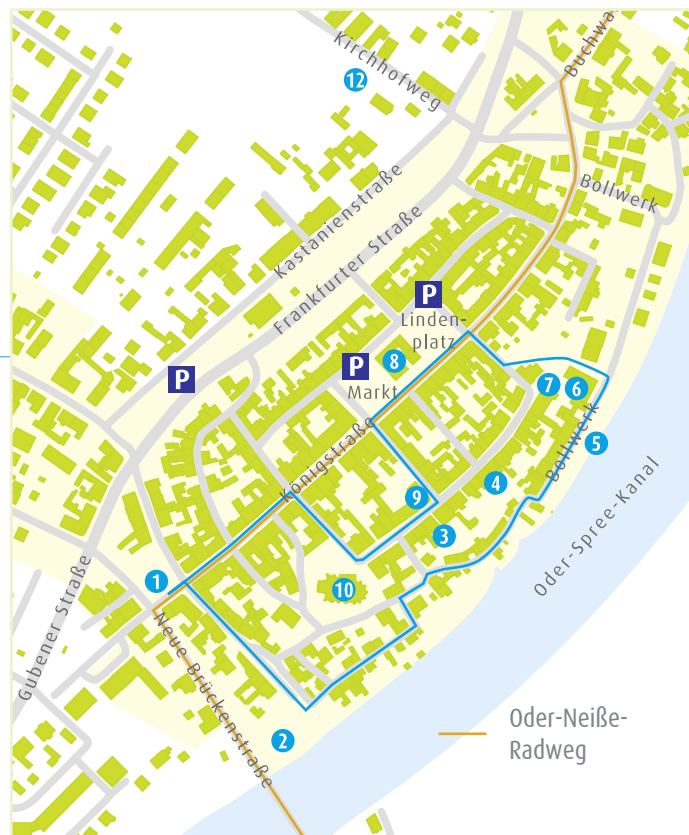 Kirchhofweg
12
Buchwa
Bollwerk
Kastanienstraße
Frankfurter Straße
P
Linden-
platz
P
8
Markt
P
7
6
Bollwerk
5
Königstraße
4
9
3
Oder-Spree-Kanal
10
1
Gubener Straße
Neue Brückenstraße
2
Oder-Neiße-
Radweg